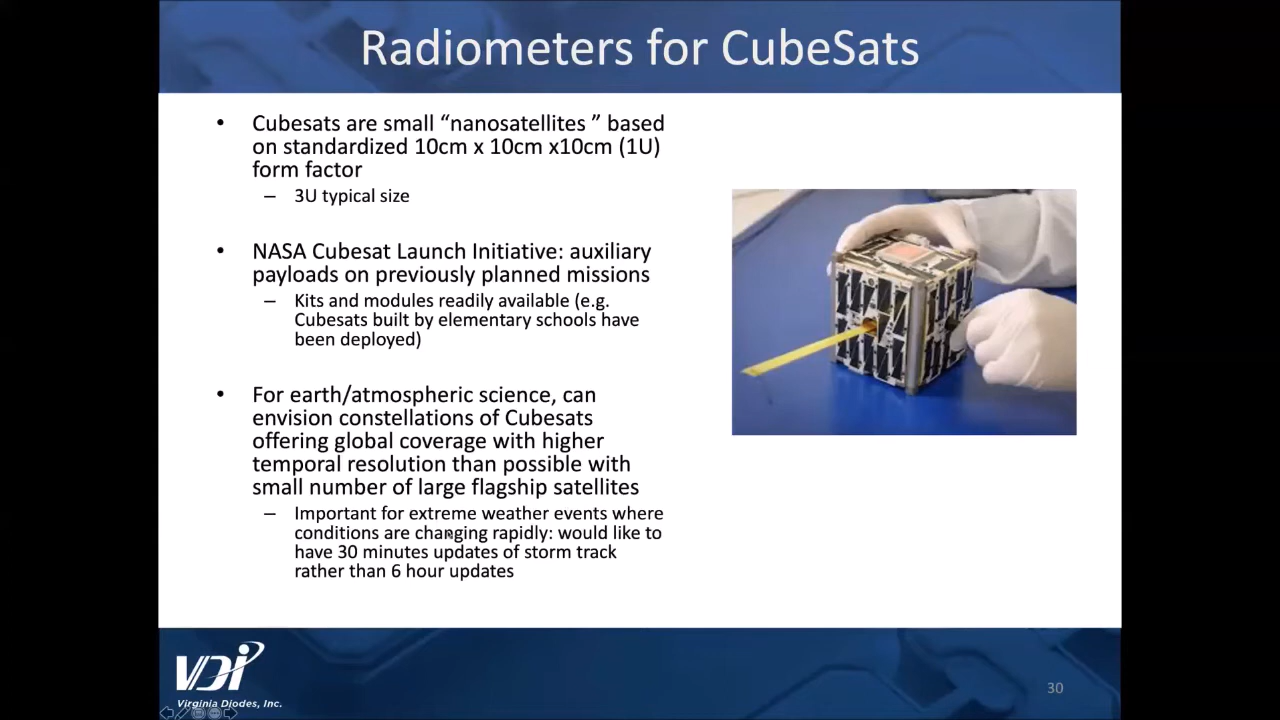 Radiometers for CubeSats
• Cubesats are small “nanosatellites ” based
on standardized 10cm x 10cm x10cm (1U)
form factor
– 3U typical size
• NASA Cubesat Launch Initiative: auxiliary
payloads on previously planned missions
– Kits and modules readily available (e.g.
Cubesats built by elementary schools have
been deployed)
• For earth/atmospheric science, can
envision constellations of Cubesats
offering global coverage with higher
temporal resolution than possible with
small number of large flagship satellites
– Important for extreme weather events where
conditions are changing rapidly: would like to
have 30 minutes updates of storm track
rather than 6 hour updates
VDI
Virginia Diodes, Inc.
30